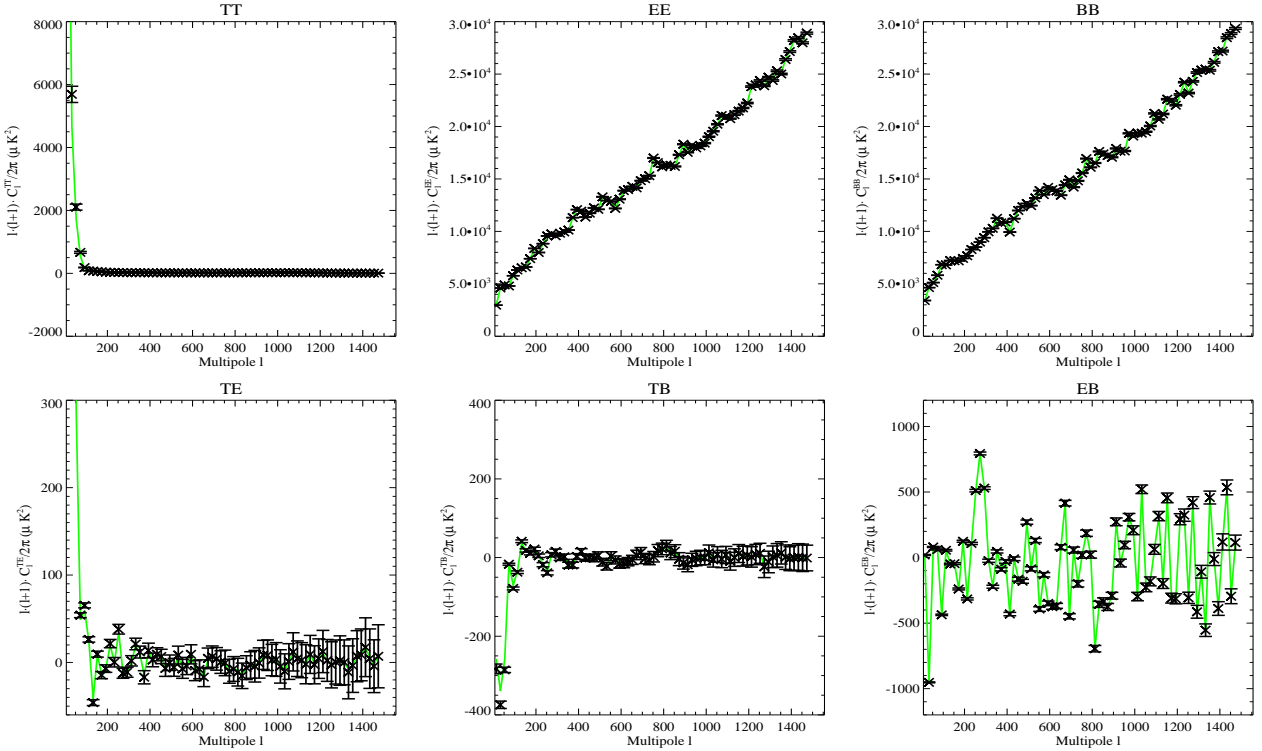 TT
8000
6000
4000
2000
0
-2000
l·(l+1)· C_l^TT/2π (μ K²)
200 400 600 800 1000 1200 1400
Multipole l
EE
3.0•10⁴
2.5•10⁴
2.0•10⁴
1.5•10⁴
1.0•10⁴
5.0•10³
0
l·(l+1)· C_l^EE/2π (μ K²)
200 400 600 800 1000 1200 1400
Multipole l
BB
3.0•10⁴
2.5•10⁴
2.0•10⁴
1.5•10⁴
1.0•10⁴
5.0•10³
0
l·(l+1)· C_l^BB/2π (μ K²)
200 400 600 800 1000 1200 1400
Multipole l
TE
300
200
100
0
l·(l+1)· C_l^TE/2π (μ K²)
200 400 600 800 1000 1200 1400
Multipole l
TB
400
200
0
-200
-400
l·(l+1)· C_l^TB/2π (μ K²)
200 400 600 800 1000 1200 1400
Multipole l
EB
1000
500
0
-500
-1000
l·(l+1)· C_l^EB/2π (μ K²)
200 400 600 800 1000 1200 1400
Multipole l